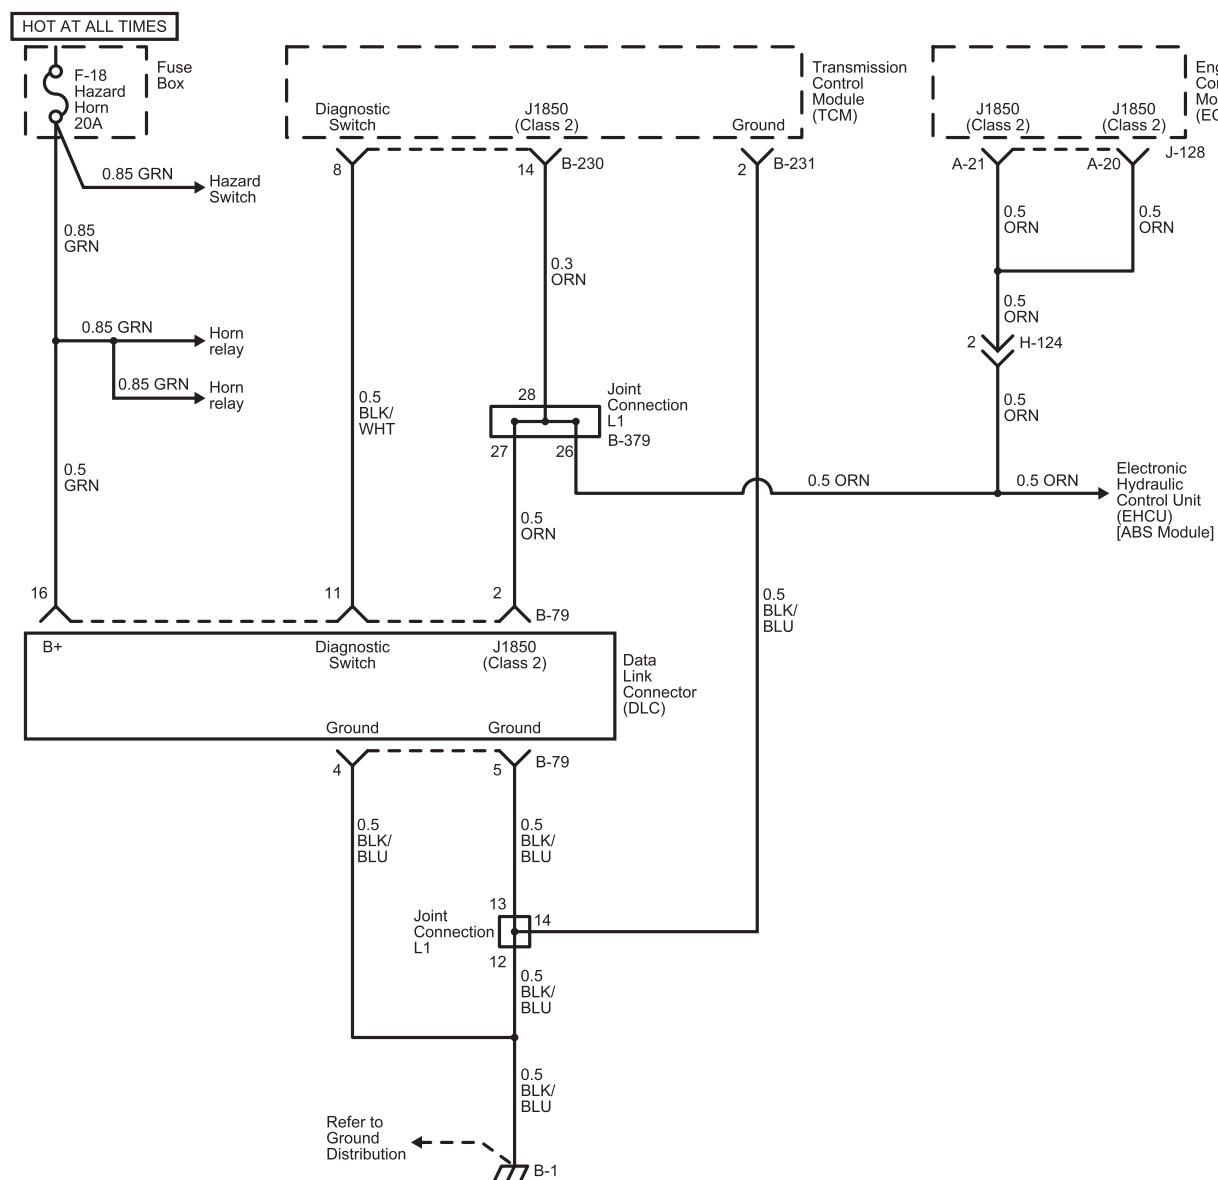 HOT AT ALL TIMES
F-18
Hazard
Horn
20A
Fuse
Box
Diagnostic
Switch
J1850
(Class 2)
Ground
Transmission
Control
Module
(TCM)
J1850
(Class 2)
J1850
(Class 2)
8
14
B-230
2
B-231
A-21
A-20
J-128
0.85 GRN
Hazard
Switch
0.85
GRN
0.5
ORN
0.5
ORN
0.3
ORN
0.5
ORN
0.85 GRN
Horn
relay
2
H-124
0.85 GRN
Horn
relay
0.5
BLK/
WHT
28
Joint
Connection
L1
B-379
0.5
ORN
27
26
0.5
GRN
0.5 ORN
0.5 ORN
Electronic
Hydraulic
Control Unit
(EHCU)
[ABS Module]
0.5
ORN
16
11
2
B-79
0.5
BLK/
BLU
B+
Diagnostic
Switch
J1850
(Class 2)
Data
Link
Connector
(DLC)
Ground
Ground
4
5
B-79
0.5
BLK/
BLU
0.5
BLK/
BLU
13
14
Joint
Connection
L1
12
0.5
BLK/
BLU
0.5
BLK/
BLU
Refer to
Ground
Distribution
B-1